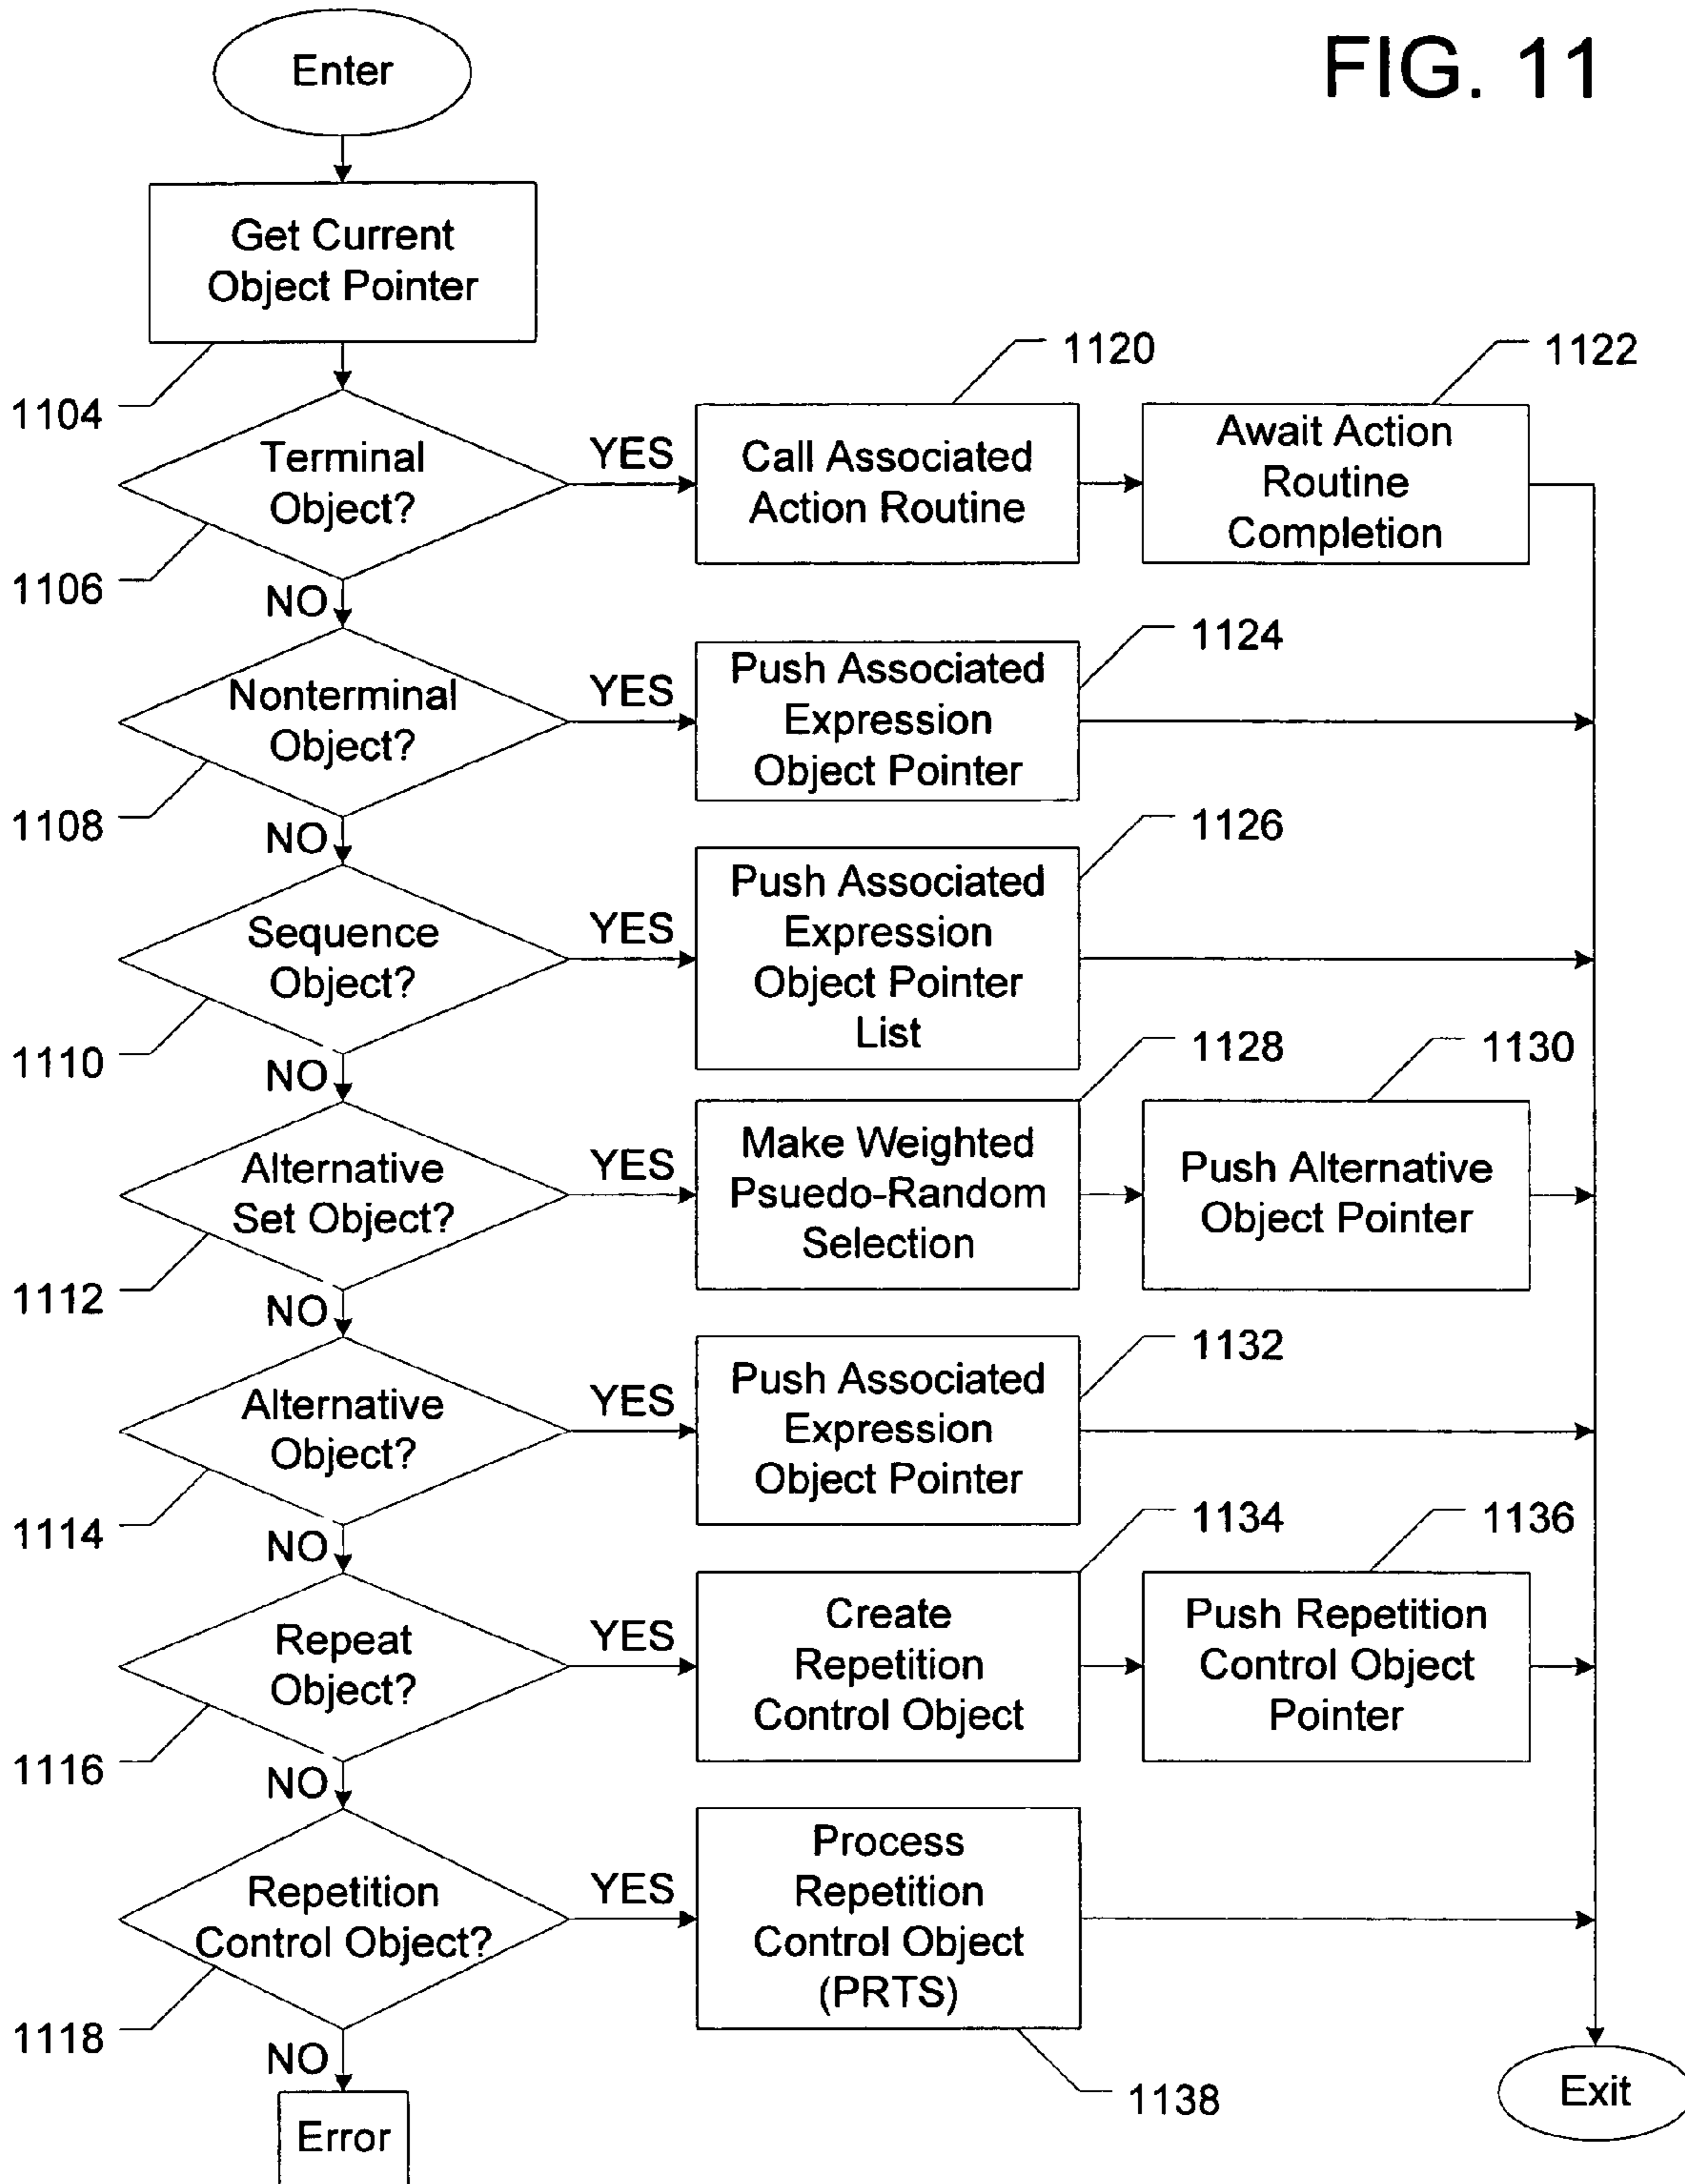 FIG. 11
Enter
Get Current
Object Pointer
1104
Terminal
Object?
1106
YES
Call Associated
Action Routine
1120
Await Action
Routine
Completion
1122
NO
Nonterminal
Object?
1108
YES
Push Associated
Expression
Object Pointer
1124
NO
Sequence
Object?
1110
YES
Push Associated
Expression
Object Pointer
List
1126
NO
Alternative
Set Object?
1112
YES
Make Weighted
Psuedo-Random
Selection
1128
Push Alternative
Object Pointer
1130
NO
Alternative
Object?
1114
YES
Push Associated
Expression
Object Pointer
1132
NO
Repeat
Object?
1116
YES
Create
Repetition
Control Object
1134
Push Repetition
Control Object
Pointer
1136
NO
Repetition
Control Object?
1118
YES
Process
Repetition
Control Object
(PRTS)
1138
NO
Error
Exit